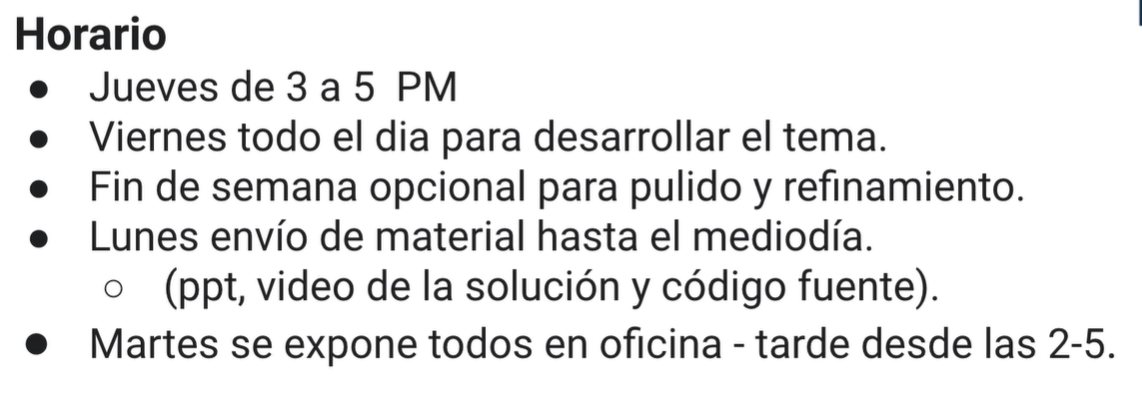 Horario
● Jueves de 3 a 5 PM
● Viernes todo el dia para desarrollar el tema.
● Fin de semana opcional para pulido y refinamiento.
● Lunes envío de material hasta el mediodía.
○ (ppt, video de la solución y código fuente).
● Martes se expone todos en oficina - tarde desde las 2-5.